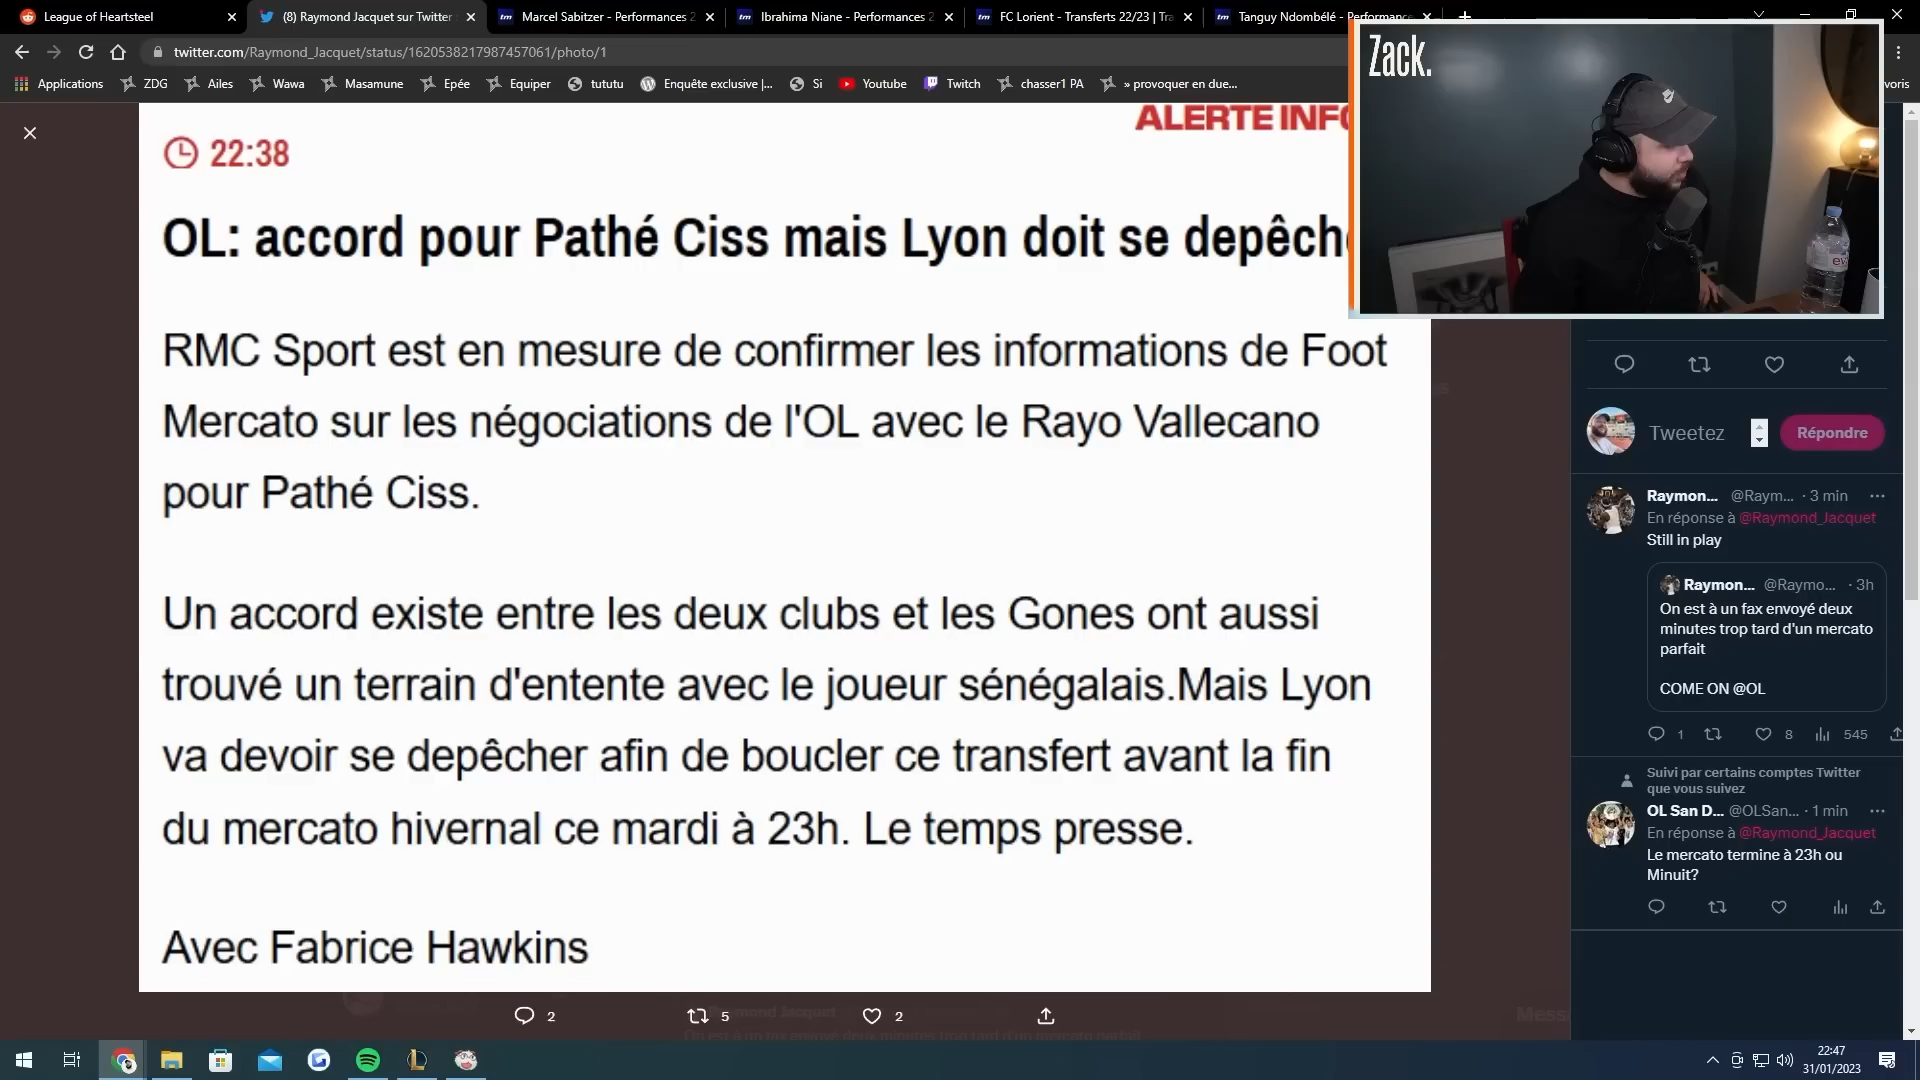 League of Heartsteel
(8) Raymond Jacquet sur Twitter
Marcel Sabitzer - Performances 2
Ibrahima Niane - Performances 2
FC Lorient - Transferts 22/23 | Tra
Tanguy Ndombélé - Performance
twitter.com/Raymond_Jacquet/status/1620538217987457061/photo/1
Applications
ZDG
Ailes
Wawa
Masamune
Epée
Equiper
tututu
Enquête exclusive |...
Si
Youtube
Twitch
chasser1 PA
» provoquer en due...
voris
Zack.
ALERTE INFO
22:38
OL: accord pour Pathé Ciss mais Lyon doit se depêche
RMC Sport est en mesure de confirmer les informations de Foot
Mercato sur les négociations de l'OL avec le Rayo Vallecano
pour Pathé Ciss.
Un accord existe entre les deux clubs et les Gones ont aussi
trouvé un terrain d'entente avec le joueur sénégalais.Mais Lyon
va devoir se depêcher afin de boucler ce transfert avant la fin
du mercato hivernal ce mardi à 23h. Le temps presse.
Avec Fabrice Hawkins
2
5
2
Tweetez
Répondre
Raymon... @Raym... · 3 min
En réponse à @Raymond_Jacquet
Still in play
Raymon... @Raymo... · 3h
On est à un fax envoyé deux
minutes trop tard d'un mercato
parfait
COME ON @OL
1
8
545
Suivi par certains comptes Twitter
que vous suivez
OL San D... @OLSan... · 1 min
En réponse à @Raymond_Jacquet
Le mercato termine à 23h ou
Minuit?
Mess
22:47
31/01/2023